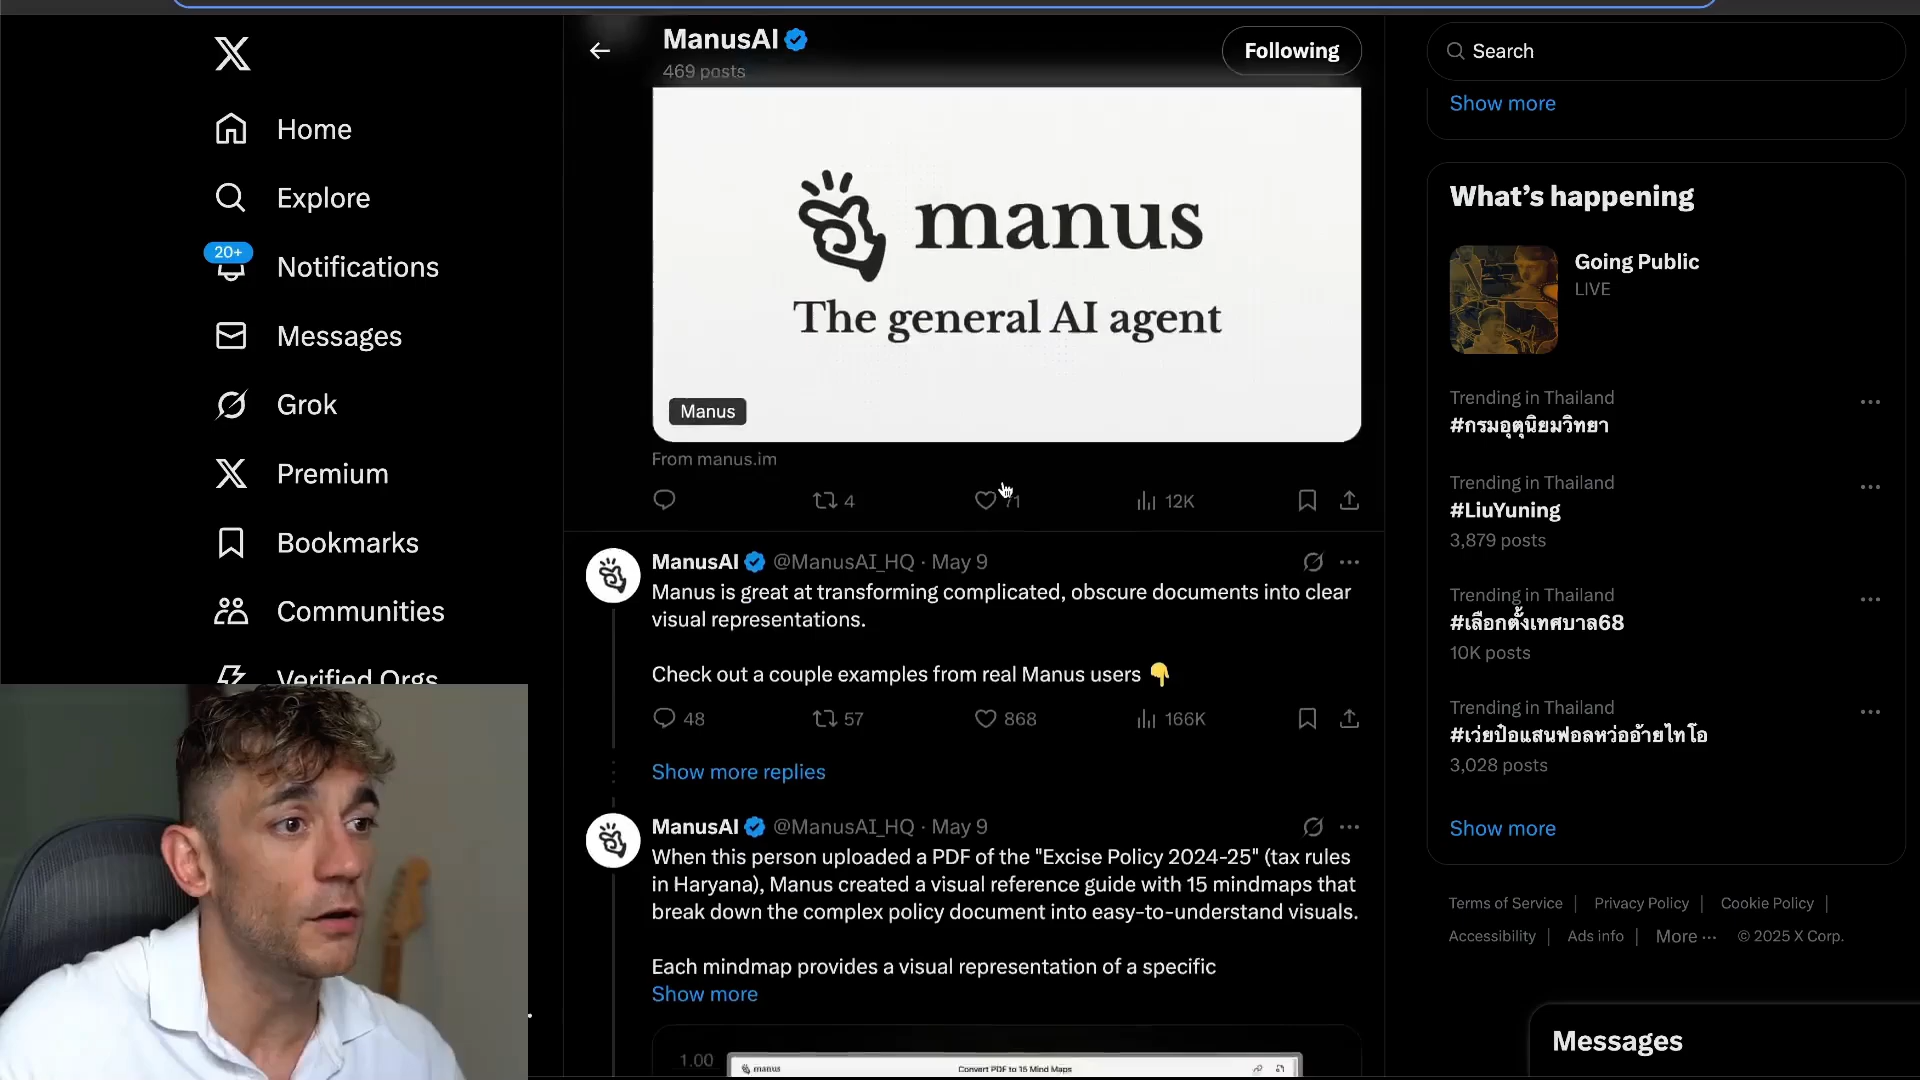 ManusAI
469 posts
Following
Search
Home
Explore
20+
Notifications
Messages
Grok
Premium
Bookmarks
Communities
Verified Orgs
manus
The general AI agent
Manus
From manus.im
4
71
12K
ManusAI @ManusAI_HQ · May 9
Manus is great at transforming complicated, obscure documents into clear
visual representations.
Check out a couple examples from real Manus users 👇
48
57
868
166K
Show more replies
ManusAI @ManusAI_HQ · May 9
When this person uploaded a PDF of the "Excise Policy 2024-25" (tax rules
in Haryana), Manus created a visual reference guide with 15 mindmaps that
break down the complex policy document into easy-to-understand visuals.
Each mindmap provides a visual representation of a specific
Show more
1.00
manus
Convert PDF to 15 Mind Maps
Show more
What's happening
Going Public
LIVE
Trending in Thailand
#กรมอุตุนิยมวิทยา
Trending in Thailand
#LiuYuning
3,879 posts
Trending in Thailand
#เลือกตั้งเทศบาล68
10K posts
Trending in Thailand
#เว่ยป๋อแสนฟอลหว่ออ้ายไทโอ
3,028 posts
Show more
Terms of Service | Privacy Policy | Cookie Policy |
Accessibility | Ads info | More ··· © 2025 X Corp.
Messages